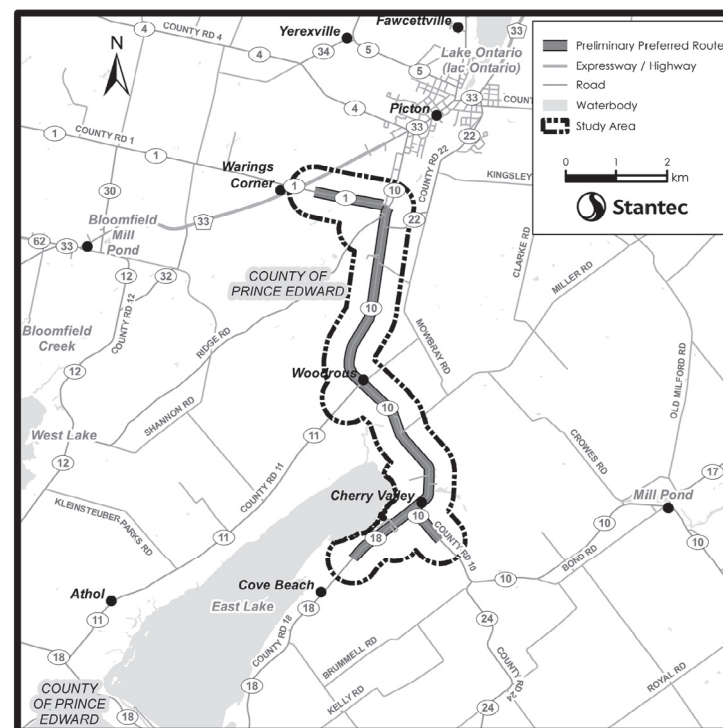 Fawcettville
33
4
COUNTY RD 4
Yerexville
4
34
5
5
Lake Ontario
(lac Ontario)
N
Preliminary Preferred Route
Expressway / Highway
Road
Waterbody
Study Area
0 1 2
km
Stantec
33
COUNT
Picton
4
33
22
1
COUNTY RD 1
1
COUNTY RD 22
KINGSLEY
Warings
Corner
1
1
10
30
22
33
Bloomfield
Mill
Pond
62
33
12
32
COUNTY OF
PRINCE EDWARD
CLARKE RD
MILLER RD
COUNTY RD 12
10
RIDGE RD
MOWBRAY RD
Bloomfield
Creek
OLD MILFORD RD
12
Woodrous
10
SHANNON RD
11
West Lake
CROWES RD
12
COUNTY RD 11
17
Cherry Valley
Mill Pond
KLEINSTEUBER PARKS RD
10
18
10
COUNTY RD 10
10
11
BOND RD
10
Cove Beach
Athol
East Lake
18
11
24
COUNTY RD 18
BRUMMELL RD
COUNTY RD 24
18
18
KELLY RD
ROYAL RD
COUNTY
OF PRINCE
EDWARD
18
24